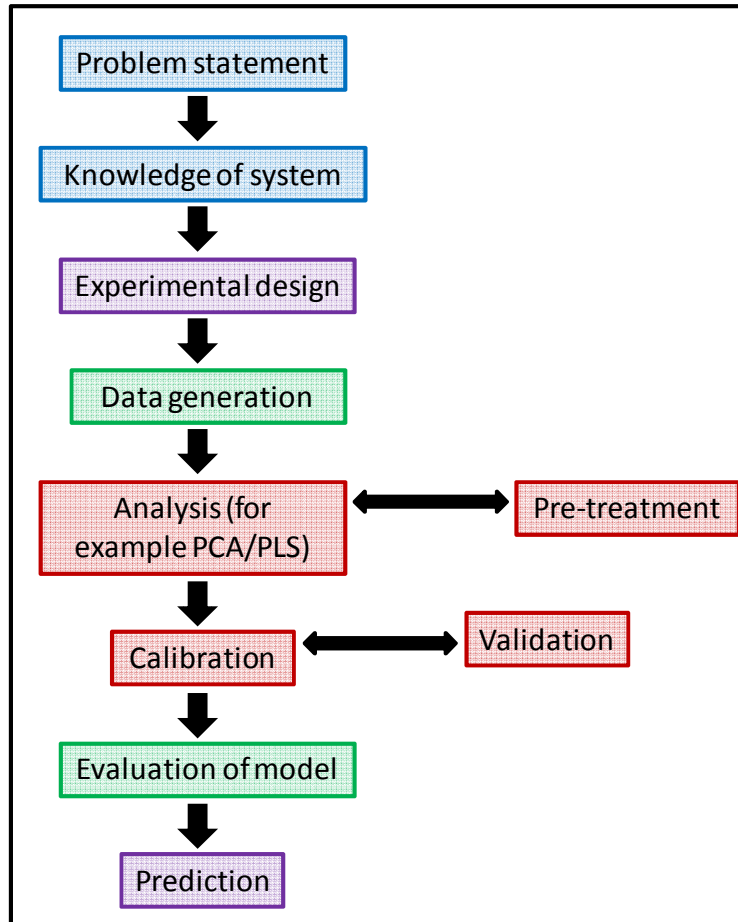 Problem statement
Knowledge of system
Experimental design
Data generation
Analysis (for
example PCA/PLS)
Pre-treatment
Calibration
Validation
Evaluation of model
Prediction